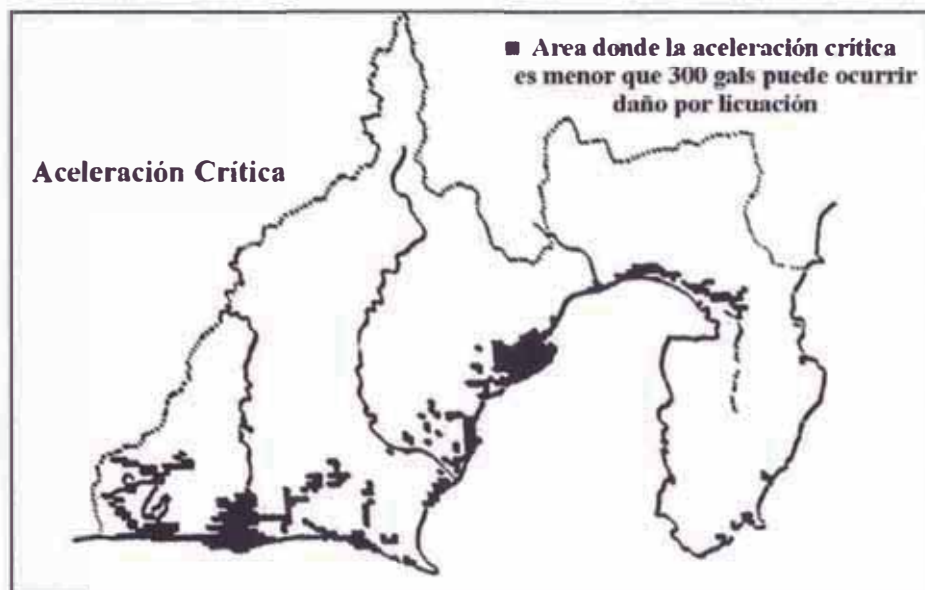 ■ Area donde la aceleración crítica
es menor que 300 gals puede ocurrir
daño por licuación
Aceleración Crítica